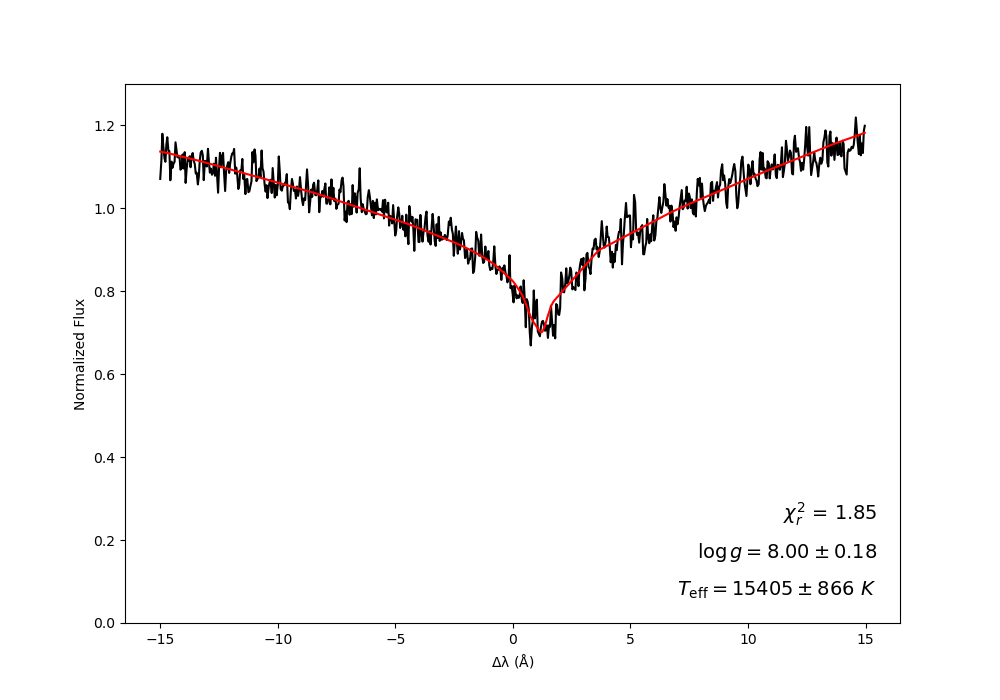 1.2
1.0
0.8
0.6
0.4
0.2
0.0
Normalized Flux
χ²ᵣ = 1.85
log g = 8.00 ± 0.18
T_eff = 15405 ± 866 K
−15 −10 −5 0 5 10 15
Δλ (Å)